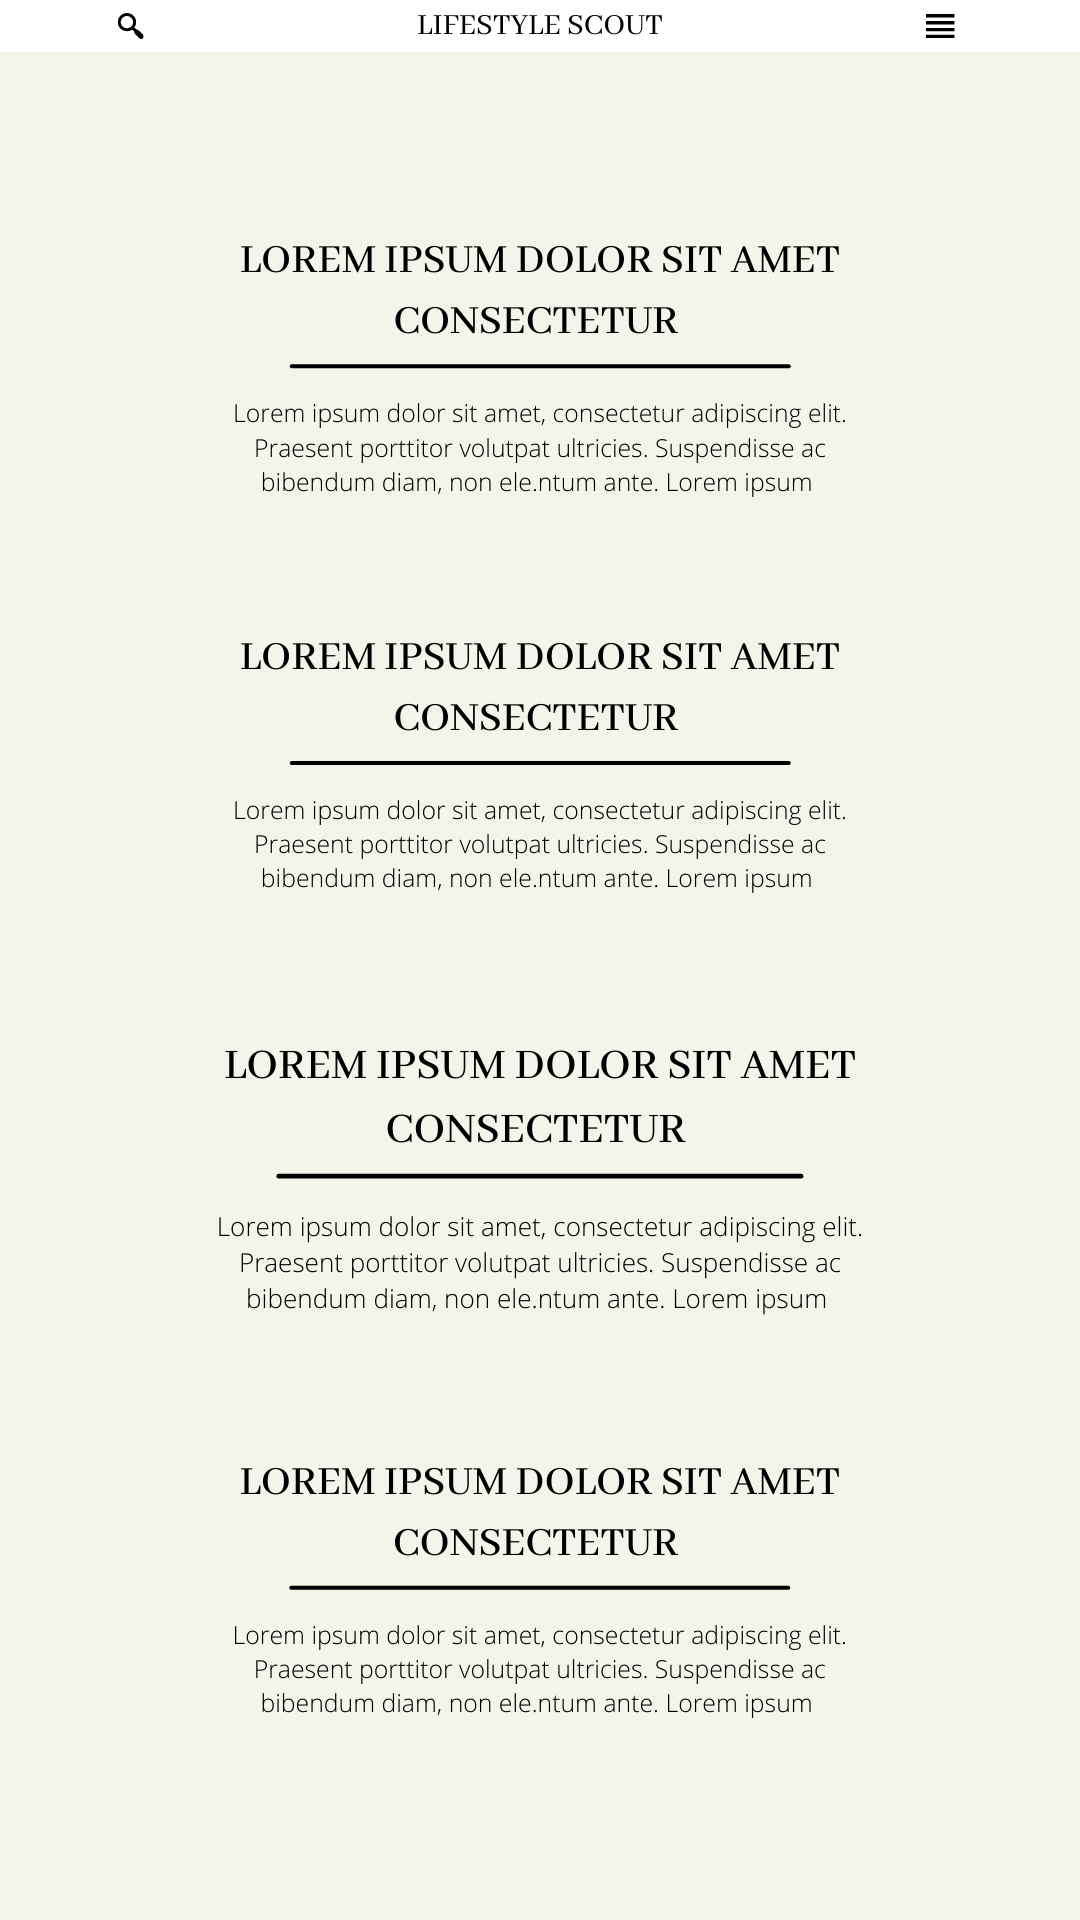 LIFESTYLE SCOUT
LOREM IPSUM DOLOR SIT AMET
CONSECTETUR
Lorem ipsum dolor sit amet, consectetur adipiscing elit.
Praesent porttitor volutpat ultricies. Suspendisse ac
bibendum diam, non ele.ntum ante. Lorem ipsum
LOREM IPSUM DOLOR SIT AMET
CONSECTETUR
Lorem ipsum dolor sit amet, consectetur adipiscing elit.
Praesent porttitor volutpat ultricies. Suspendisse ac
bibendum diam, non ele.ntum ante. Lorem ipsum
LOREM IPSUM DOLOR SIT AMET
CONSECTETUR
Lorem ipsum dolor sit amet, consectetur adipiscing elit.
Praesent porttitor volutpat ultricies. Suspendisse ac
bibendum diam, non ele.ntum ante. Lorem ipsum
LOREM IPSUM DOLOR SIT AMET
CONSECTETUR
Lorem ipsum dolor sit amet, consectetur adipiscing elit.
Praesent porttitor volutpat ultricies. Suspendisse ac
bibendum diam, non ele.ntum ante. Lorem ipsum